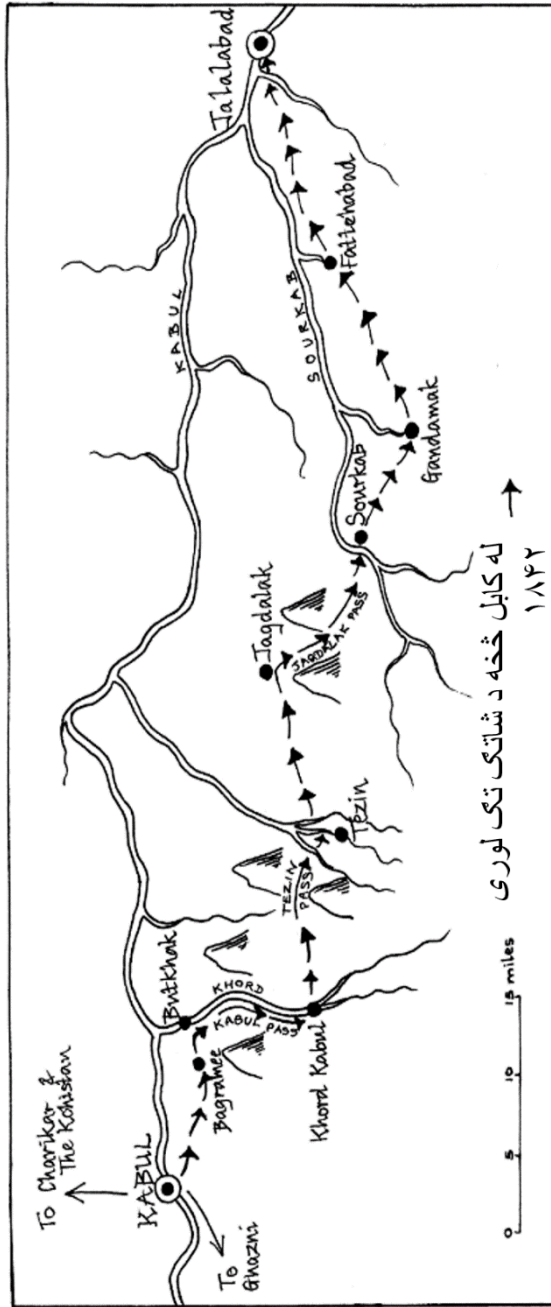 To Charikar &
The Kohistan
KABUL
To
Ghazni
Bagramee
Butkhak
KHORD
KABUL PASS
Khord Kabul
TEZIN
PASS
Tezin
Jagdalak
JAGDALAK PASS
Sourkab
Gandamak
Fattehabad
SOURKAB
KABUL
Jalalabad
0 5 10 15 miles
له کابل څخه د شاتګ تګ لوری
۱۸۴۲